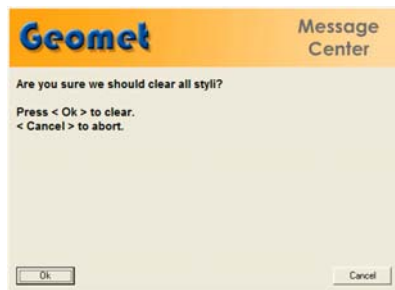 Geomet
Message
Center
Are you sure we should clear all styli?
Press < Ok > to clear.
< Cancel > to abort.
Ok
Cancel